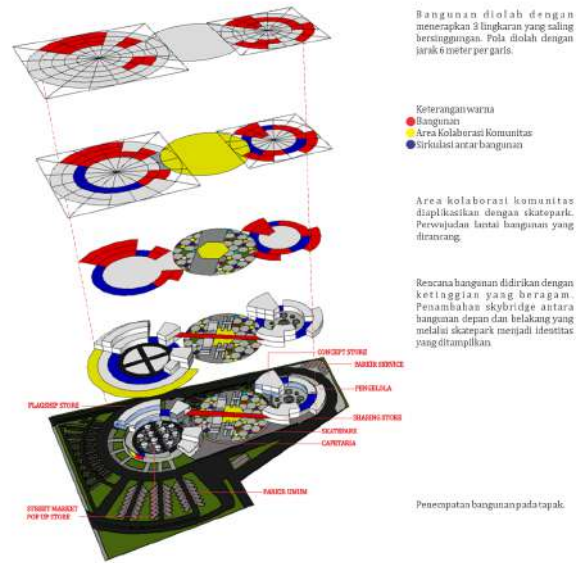 Bangunan diolah dengan
menerapkan 3 lingkaran yang saling
bersinggungan. Pola diolah dengan
jarak 6 meter per garis.
Keterangan warna
Bangunan
Area Kolaborasi Komunitas
Sirkulasi antar bangunan
Area kolaborasi komunitas
diaplikasikan dengan skatepark.
Perwujudan lantai bangunan yang
dirancang.
Rencana bangunan didirikan dengan
ketinggian yang beragam.
Penambahan skybridge antara
bangunan depan dan belakang yang
melalui skatepark menjadi identitas
yang ditampilkan.
CONCEPT STORE
PARKIR SERVICE
PENGELOLA
FLAGSHIP STORE
SHARING STORE
SKATEPARK
CAFETARIA
PARKIR UMUM
SUNSET MARKET
POP UP STORE
Penempatan bangunan pada tapak.